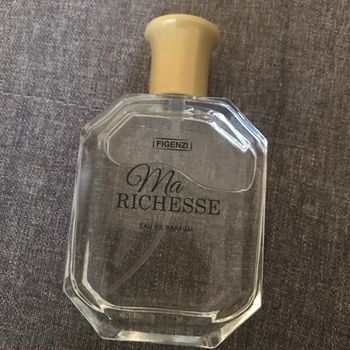 FIGENZI
Ma
RICHESSE
EAU DE PARFUM